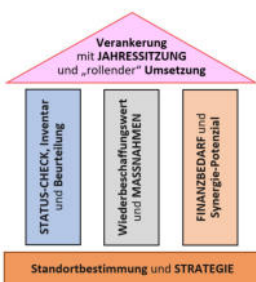 Verankerung
mit JAHRESSITZUNG
und „rollender“ Umsetzung
STATUS-CHECK, Inventar
und Beurteilung
Wiederbeschaffungswert
und MASSNAHMEN
FINANZBEDARF und
Synergie-Potenzial
Standortbestimmung und STRATEGIE